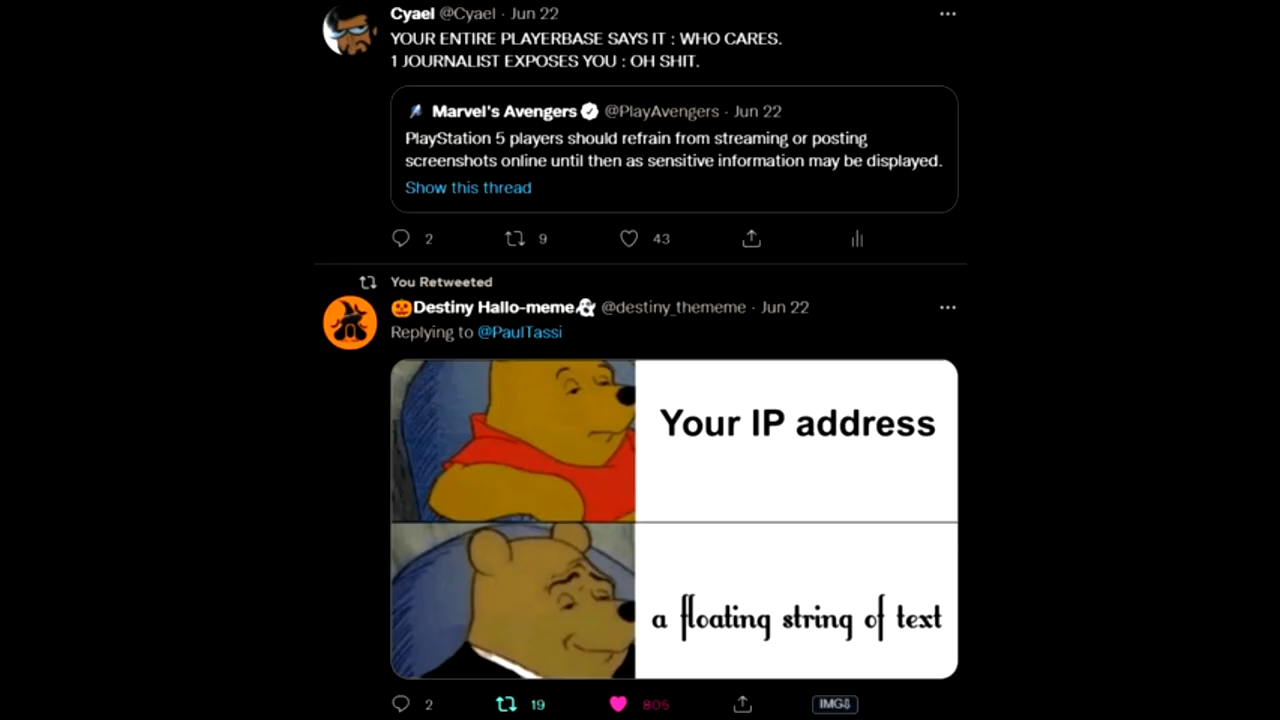 Cyael @Cyael · Jun 22
YOUR ENTIRE PLAYERBASE SAYS IT : WHO CARES.
1 JOURNALIST EXPOSES YOU : OH SHIT.
Marvel's Avengers @PlayAvengers · Jun 22
PlayStation 5 players should refrain from streaming or posting
screenshots online until then as sensitive information may be displayed.
Show this thread
2 9 43
You Retweeted
🎃Destiny Hallo-meme👻 @destiny_thememe · Jun 22
Replying to @PaulTassi
Your IP address
a floating string of text
2 19 805 IMG⇩